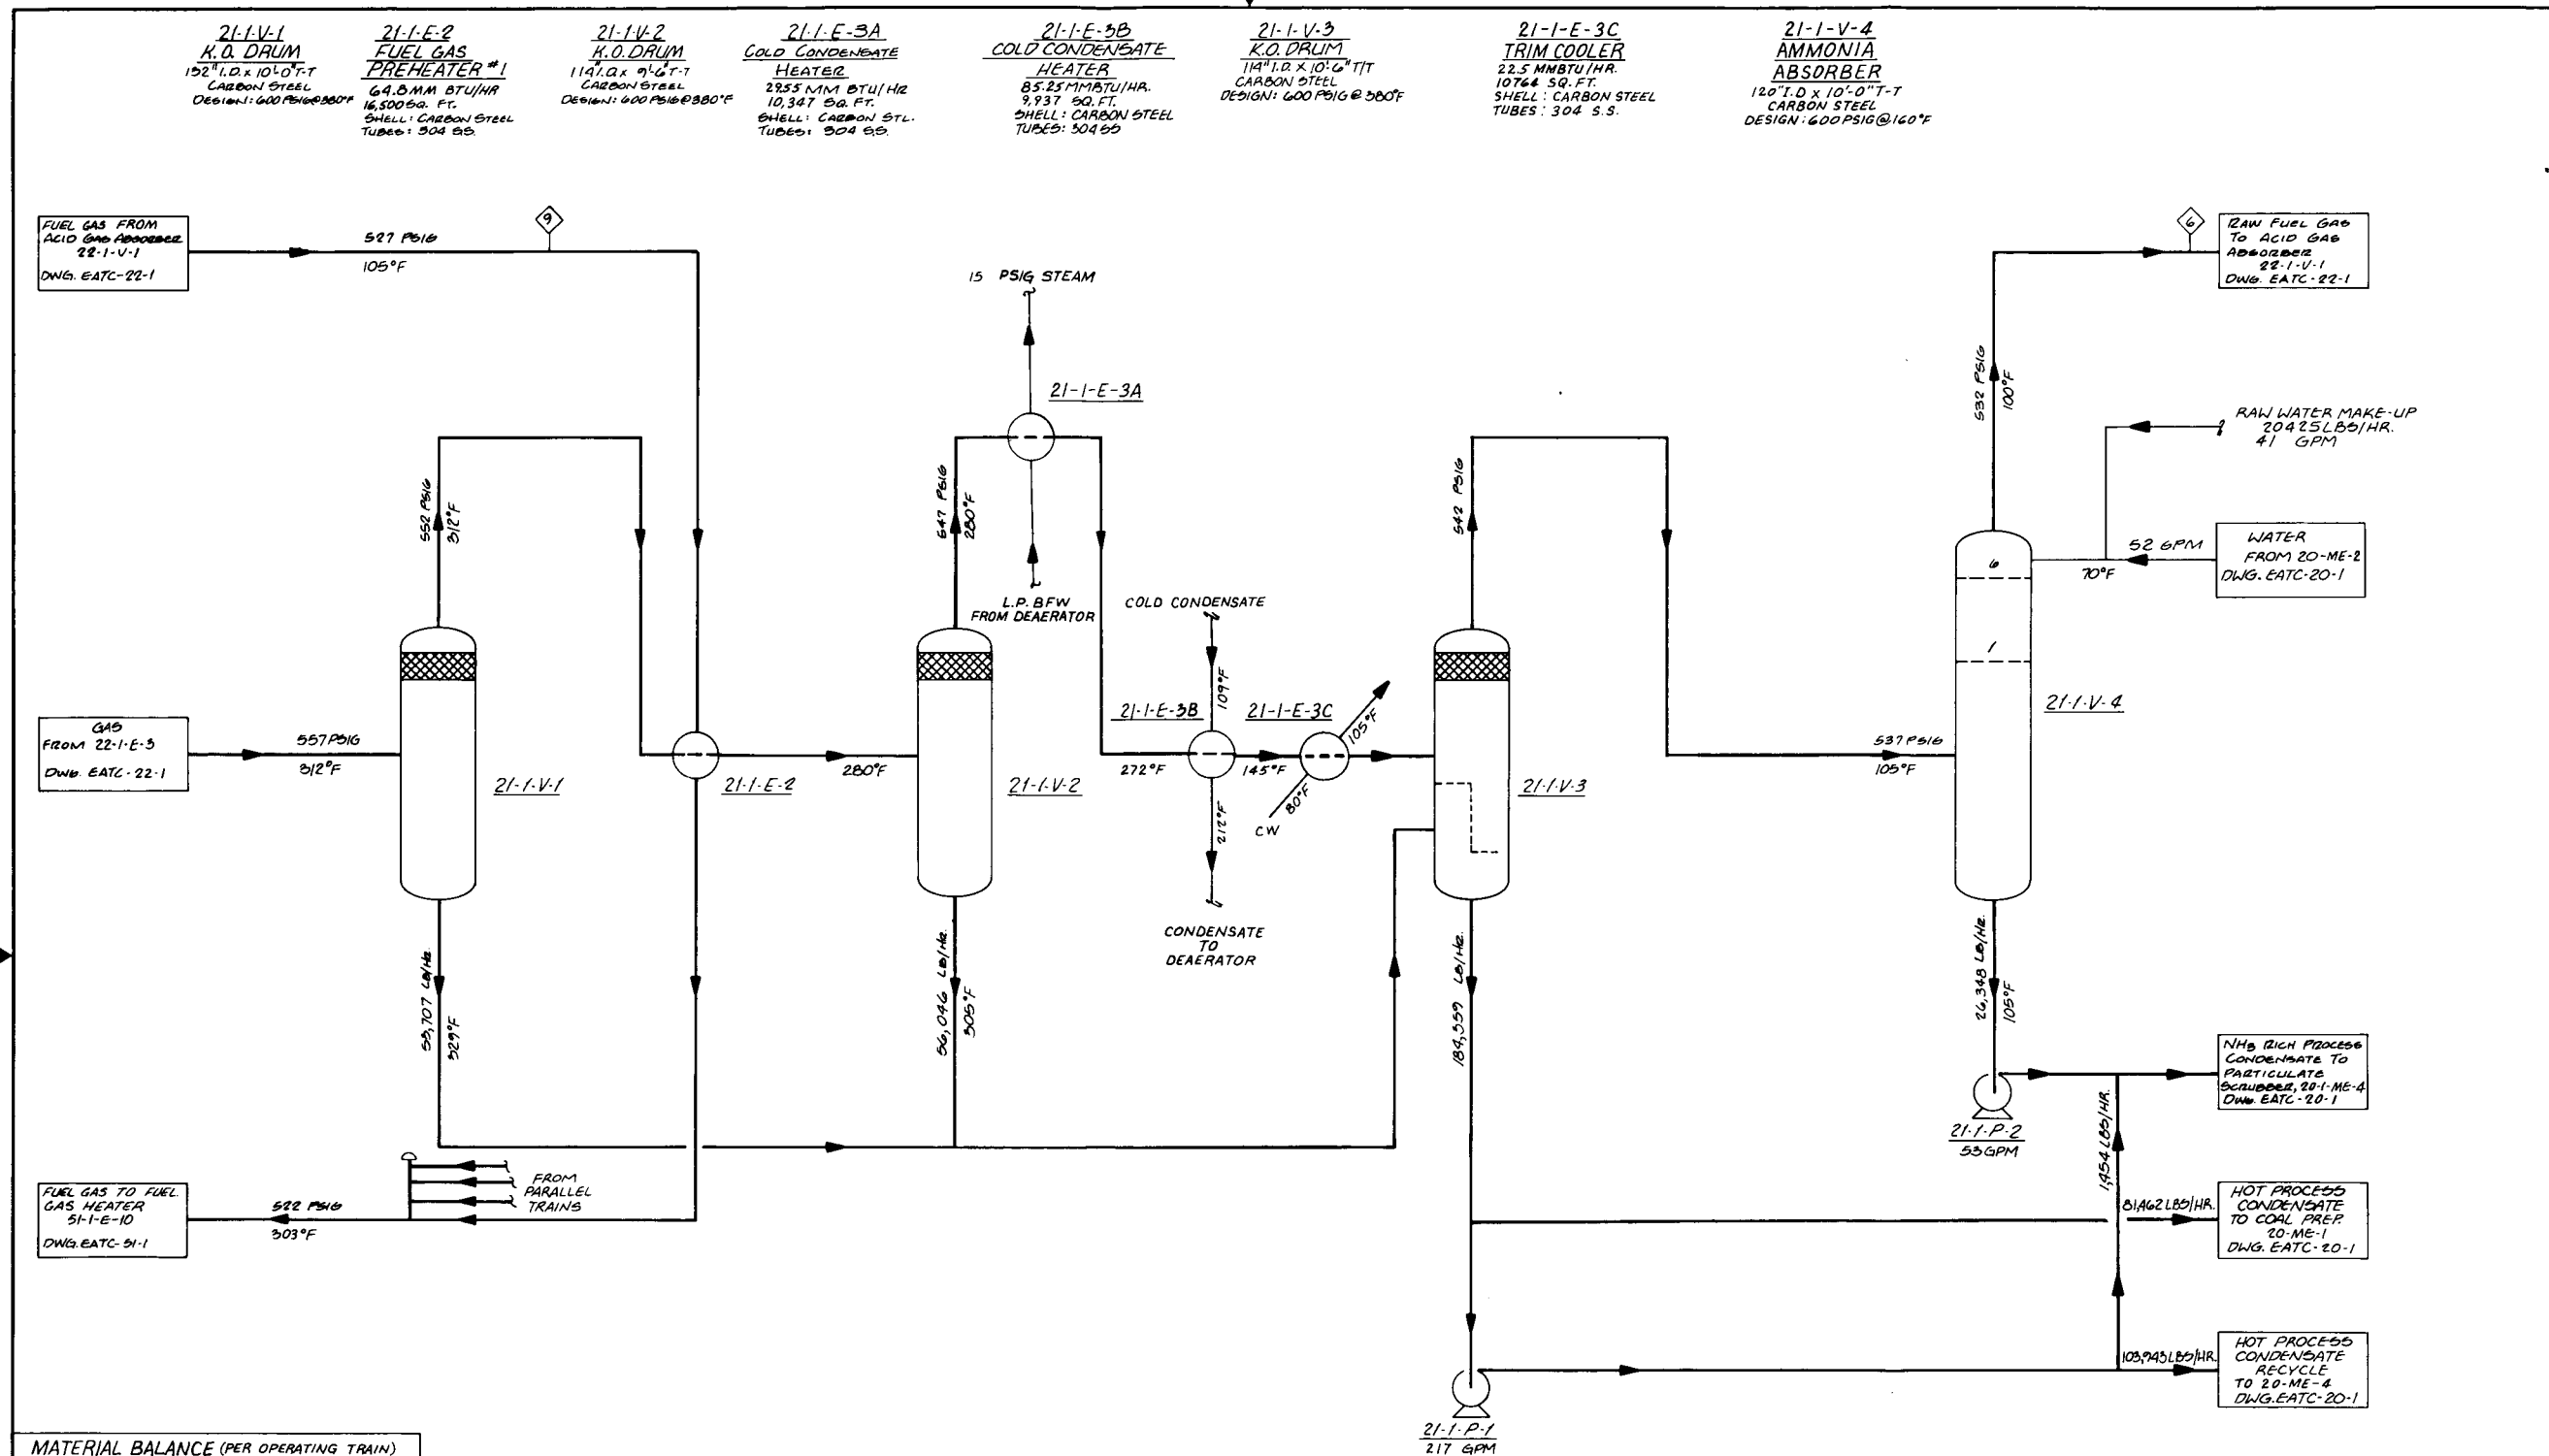 21-1-V-1
K.O. DRUM
152" I.D. x 10'-0" T-T
CARBON STEEL
DESIGN: 600 PSIG @ 380°F
21-1-E-2
FUEL GAS
PREHEATER #1
64.8 MM BTU/HR
16,500 SQ. FT.
SHELL: CARBON STEEL
TUBES: 304 SS.
21-1-V-2
K.O. DRUM
114" I.D. x 9'-6" T-T
CARBON STEEL
DESIGN: 600 PSIG @ 380°F
21-1-E-3A
COLD CONDENSATE
HEATER
29.55 MM BTU/HR
10,347 SQ. FT.
SHELL: CARBON STL.
TUBES: 304 S.S.
21-1-E-3B
COLD CONDENSATE
HEATER
85.25 MMBTU/HR.
9,937 SQ. FT.
SHELL: CARBON STEEL
TUBES: 304 SS
21-1-V-3
K.O. DRUM
114" I.D. X 10'-6" T/T
CARBON STEEL
DESIGN: 600 PSIG @ 380°F
21-1-E-3C
TRIM COOLER
22.5 MMBTU/HR.
10764 SQ. FT.
SHELL: CARBON STEEL
TUBES: 304 S.S.
21-1-V-4
AMMONIA
ABSORBER
120" I.D x 10'-0" T-T
CARBON STEEL
DESIGN: 600 PSIG @ 160°F
FUEL GAS FROM
ACID GAS ABSORBER
22-1-V-1
DWG. EATC-22-1
527 PSIG
105°F
9
15 PSIG STEAM
21-1-E-3A
6
RAW FUEL GAS
TO ACID GAS
ABSORBER
22-1-V-1
DWG. EATC-22-1
532 PSIG
100°F
RAW WATER MAKE-UP
20425 LBS/HR.
41 GPM
552 PSIG
312°F
547 PSIG
280°F
542 PSIG
52 GPM
70°F
WATER
FROM 20-ME-2
DWG. EATC-20-1
6
1
L.P. BFW
FROM DEAERATOR
COLD CONDENSATE
109°F
21-1-E-3B
21-1-E-3C
105°F
21-1-V-4
GAS
FROM 22-1-E-3
DWG. EATC-22-1
557 PSIG
312°F
21-1-V-1
21-1-E-2
280°F
21-1-V-2
272°F
145°F
80°F
CW
212°F
21-1-V-3
537 PSIG
105°F
CONDENSATE
TO
DEAERATOR
53,707 LB/HR.
329°F
56,046 LB/HR.
305°F
184,359 LB/HR.
26,348 LB/HR.
105°F
NH3 RICH PROCESS
CONDENSATE TO
PARTICULATE
SCRUBBER, 20-1-ME-4
DWG. EATC-20-1
21-1-P-2
53 GPM
1,454 LBS/HR.
FROM
PARALLEL
TRAINS
FUEL GAS TO FUEL
GAS HEATER
51-1-E-10
DWG. EATC-51-1
522 PSIG
303°F
81,462 LBS/HR.
HOT PROCESS
CONDENSATE
TO COAL PREP.
20-ME-1
DWG. EATC-20-1
103,943 LBS/HR.
HOT PROCESS
CONDENSATE
RECYCLE
TO 20-ME-4
DWG. EATC-20-1
21-1-P-1
217 GPM
MATERIAL BALANCE (PER OPERATING TRAIN)